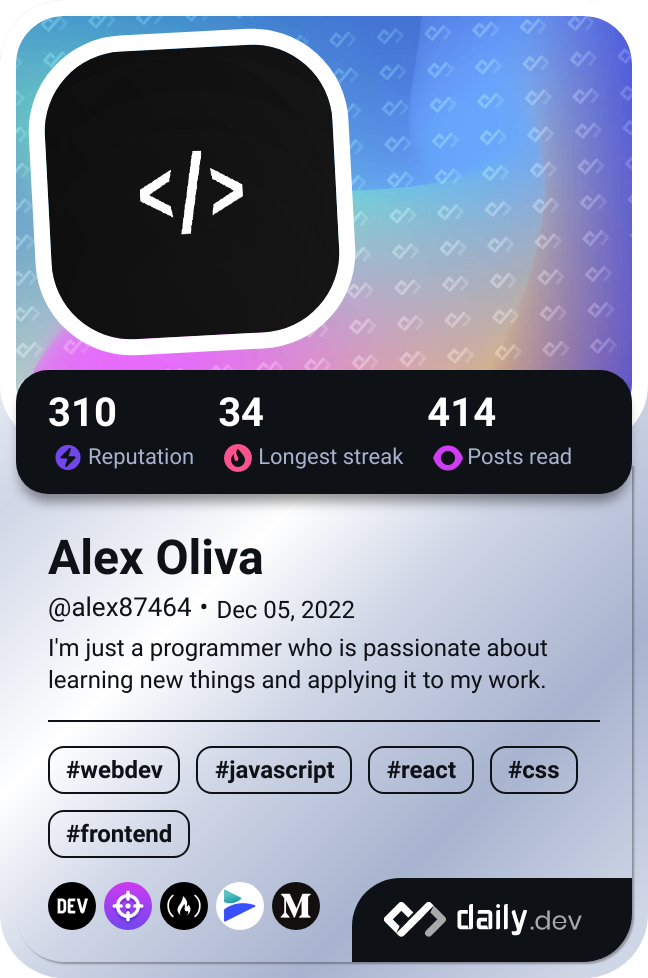 </>
310 34 414
Reputation Longest streak Posts read
Alex Oliva
@alex87464 • Dec 05, 2022
I'm just a programmer who is passionate about
learning new things and applying it to my work.
#webdev #javascript #react #css
#frontend
DEV M daily.dev